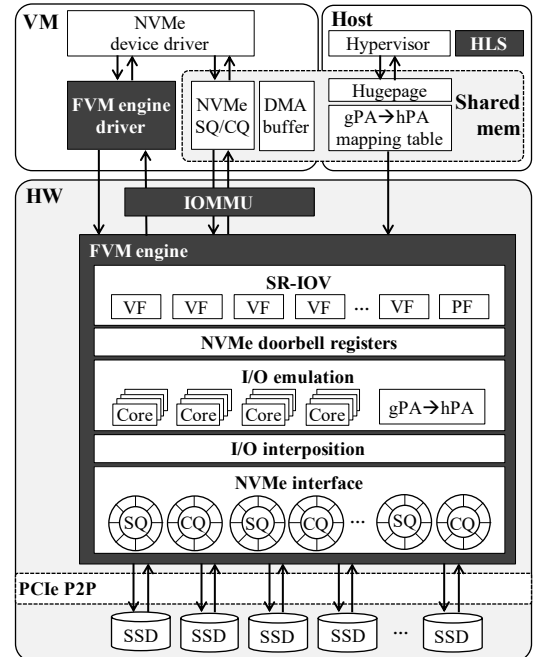 VM
NVMe
device driver
FVM engine
driver
NVMe
SQ/CQ
DMA
buffer
Host
Hypervisor
HLS
Hugepage
gPA→hPA
mapping table
Shared
mem
HW
IOMMU
FVM engine
SR-IOV
VF VF VF VF ... VF PF
NVMe doorbell registers
I/O emulation
Core Core Core Core gPA→hPA
I/O interposition
NVMe interface
SQ CQ SQ CQ ... SQ CQ
PCIe P2P
SSD SSD SSD SSD ... SSD